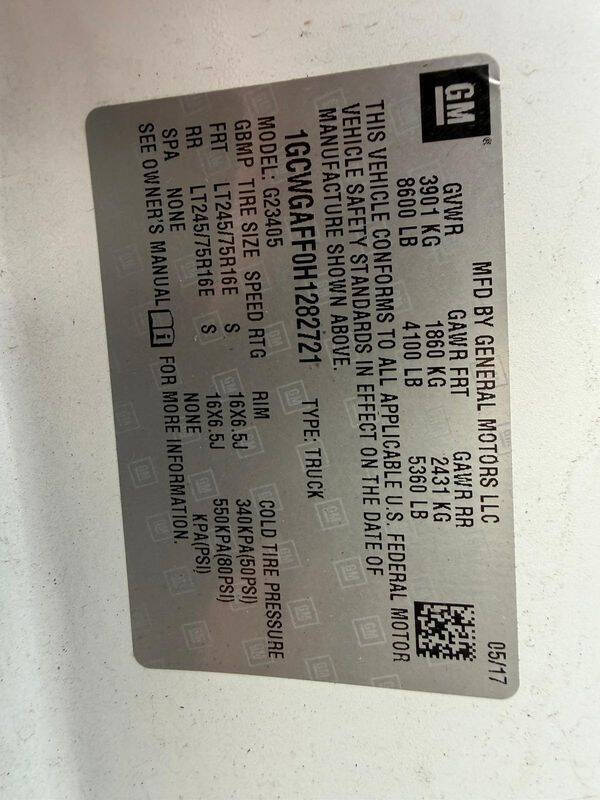 GM®
MFD BY GENERAL MOTORS LLC 05/17
GVWR GAWR FRT GAWR RR
3901 KG 1860 KG 2431 KG
8600 LB 4100 LB 5360 LB
THIS VEHICLE CONFORMS TO ALL APPLICABLE U.S. FEDERAL MOTOR
VEHICLE SAFETY STANDARDS IN EFFECT ON THE DATE OF
MANUFACTURE SHOWN ABOVE.
1GCWGAFF0H1282721 TYPE: TRUCK
MODEL: G23405
GBMP TIRE SIZE SPEED RTG RIM COLD TIRE PRESSURE
FRT LT245/75R16E S 16X6.5J 340KPA(50PSI)
RR LT245/75R16E S 16X6.5J 550KPA(80PSI)
SPA NONE NONE KPA(PSI)
SEE OWNER'S MANUAL FOR MORE INFORMATION.